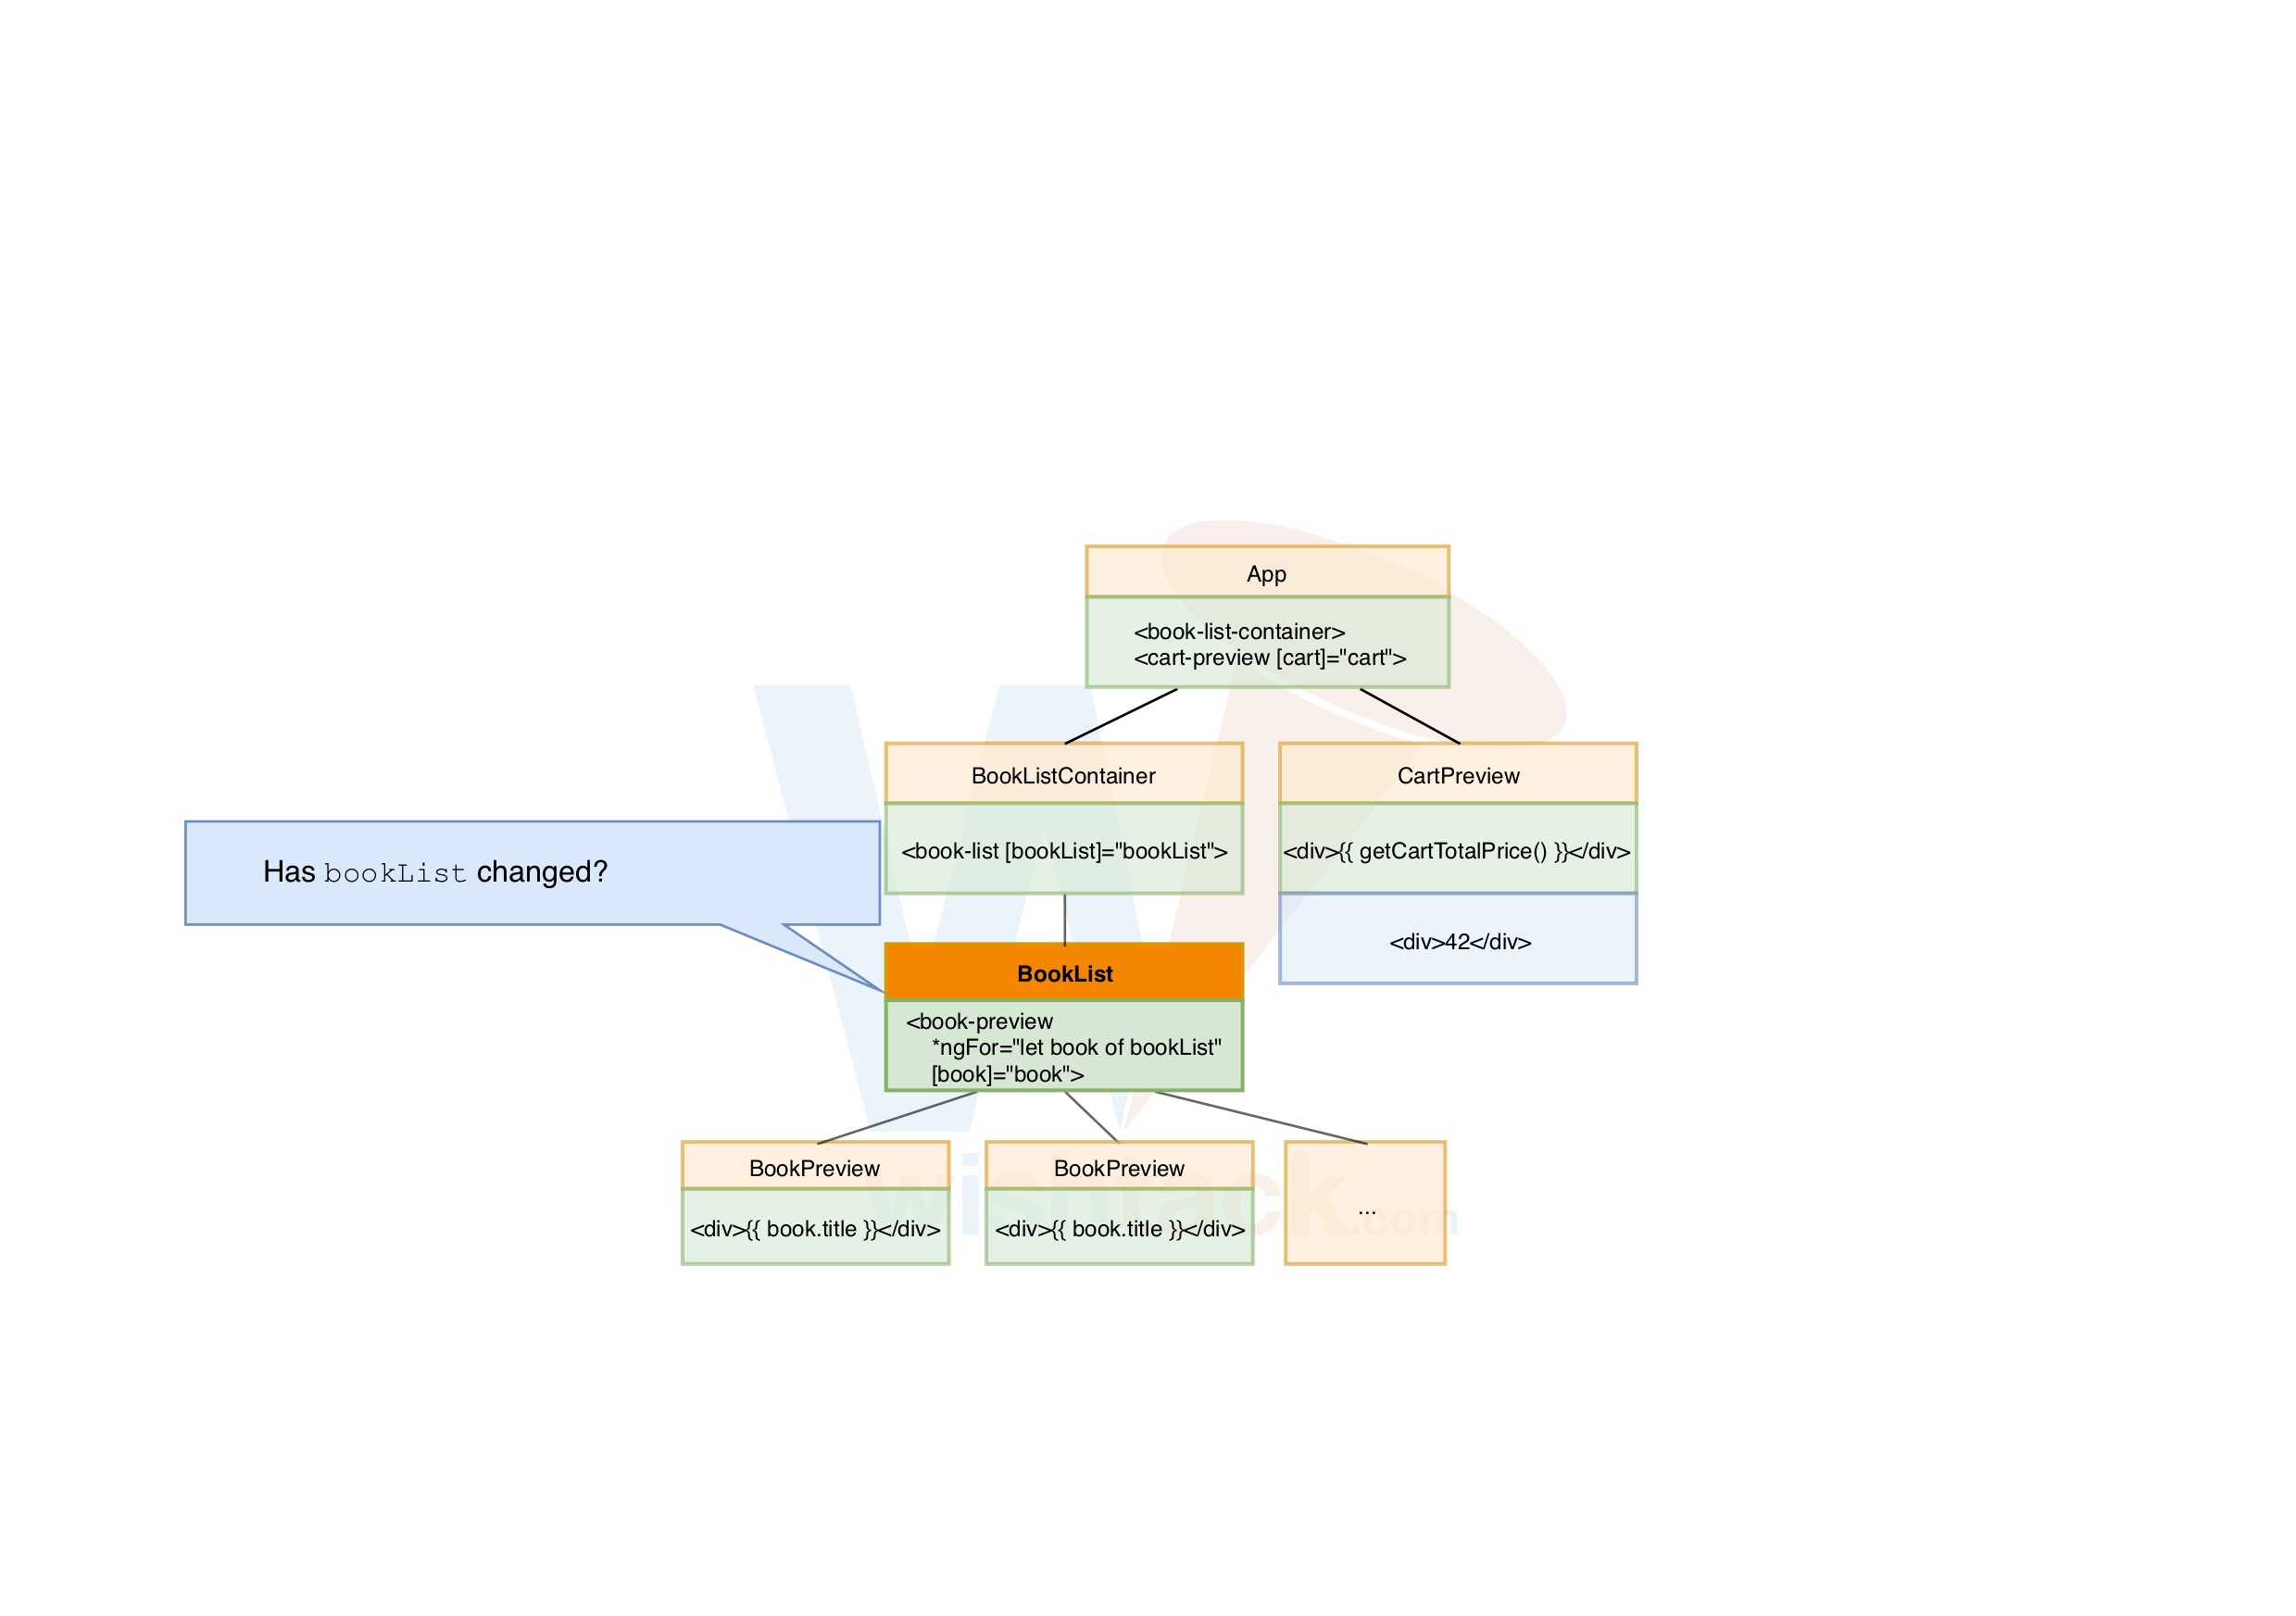 App
<book-list-container>
<cart-preview [cart]="cart">
BookListContainer
<book-list [bookList]="bookList">
CartPreview
<div>{{ getCartTotalPrice() }}</div>
<div>42</div>
Has bookList changed?
BookList
<book-preview
*ngFor="let book of bookList"
[book]="book">
BookPreview
<div>{{ book.title }}</div>
BookPreview
<div>{{ book.title }}</div>
...
wishtack.com